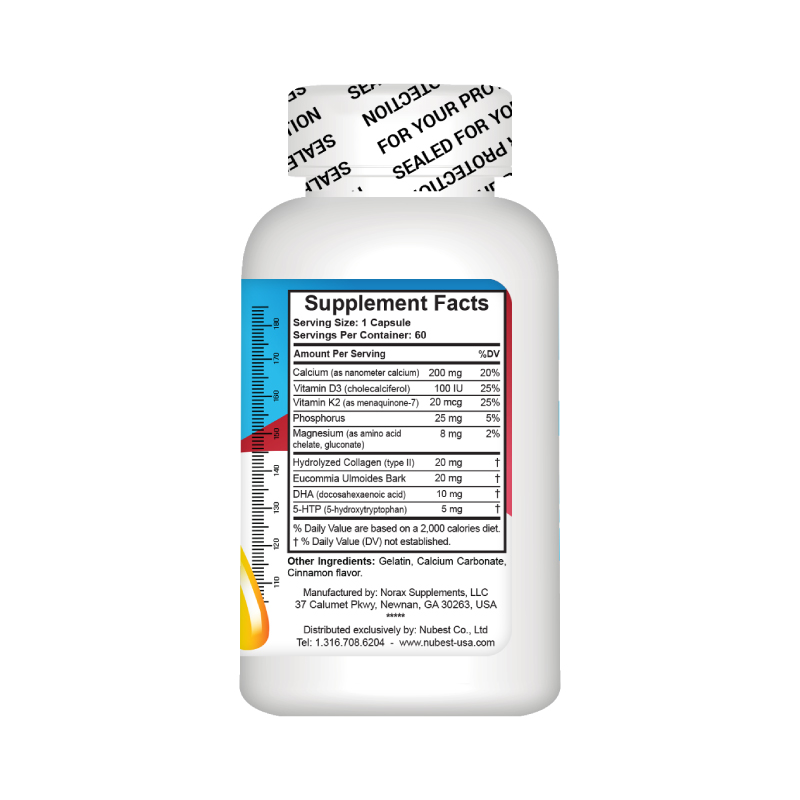 SEA
NOITCETION
FOR YOUR PRO
SEALED FOR YO
SEALE
Supplement Facts
Serving Size: 1 Capsule
Servings Per Container: 60
Amount Per Serving %DV
Calcium (as nanometer calcium) 200 mg 20%
Vitamin D3 (cholecalciferol) 100 IU 25%
Vitamin K2 (as menaquinone-7) 20 mcg 25%
Phosphorus 25 mg 5%
Magnesium (as amino acid 8 mg 2%
chelate, gluconate)
Hydrolyzed Collagen (type II) 20 mg †
Eucommia Ulmoides Bark 20 mg †
DHA (docosahexaenoic acid) 10 mg †
5-HTP (5-hydroxytryptophan) 5 mg †
% Daily Value are based on a 2,000 calories diet.
† % Daily Value (DV) not established.
Other Ingredients: Gelatin, Calcium Carbonate,
Cinnamon flavor.
Manufactured by: Norax Supplements, LLC
37 Calumet Pkwy, Newnan, GA 30263, USA
*****
Distributed exclusively by: Nubest Co., Ltd
Tel: 1.316.708.6204 - www.nubest-usa.com
180
170
160
150
140
130
120
110